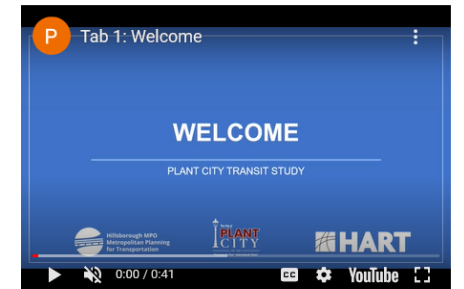 P Tab 1: Welcome
WELCOME
PLANT CITY TRANSIT STUDY
Hillsborough MPO
Metropolitan Planning
for Transportation
PLANT
CITY
HART
0:00 / 0:41
CC
YouTube